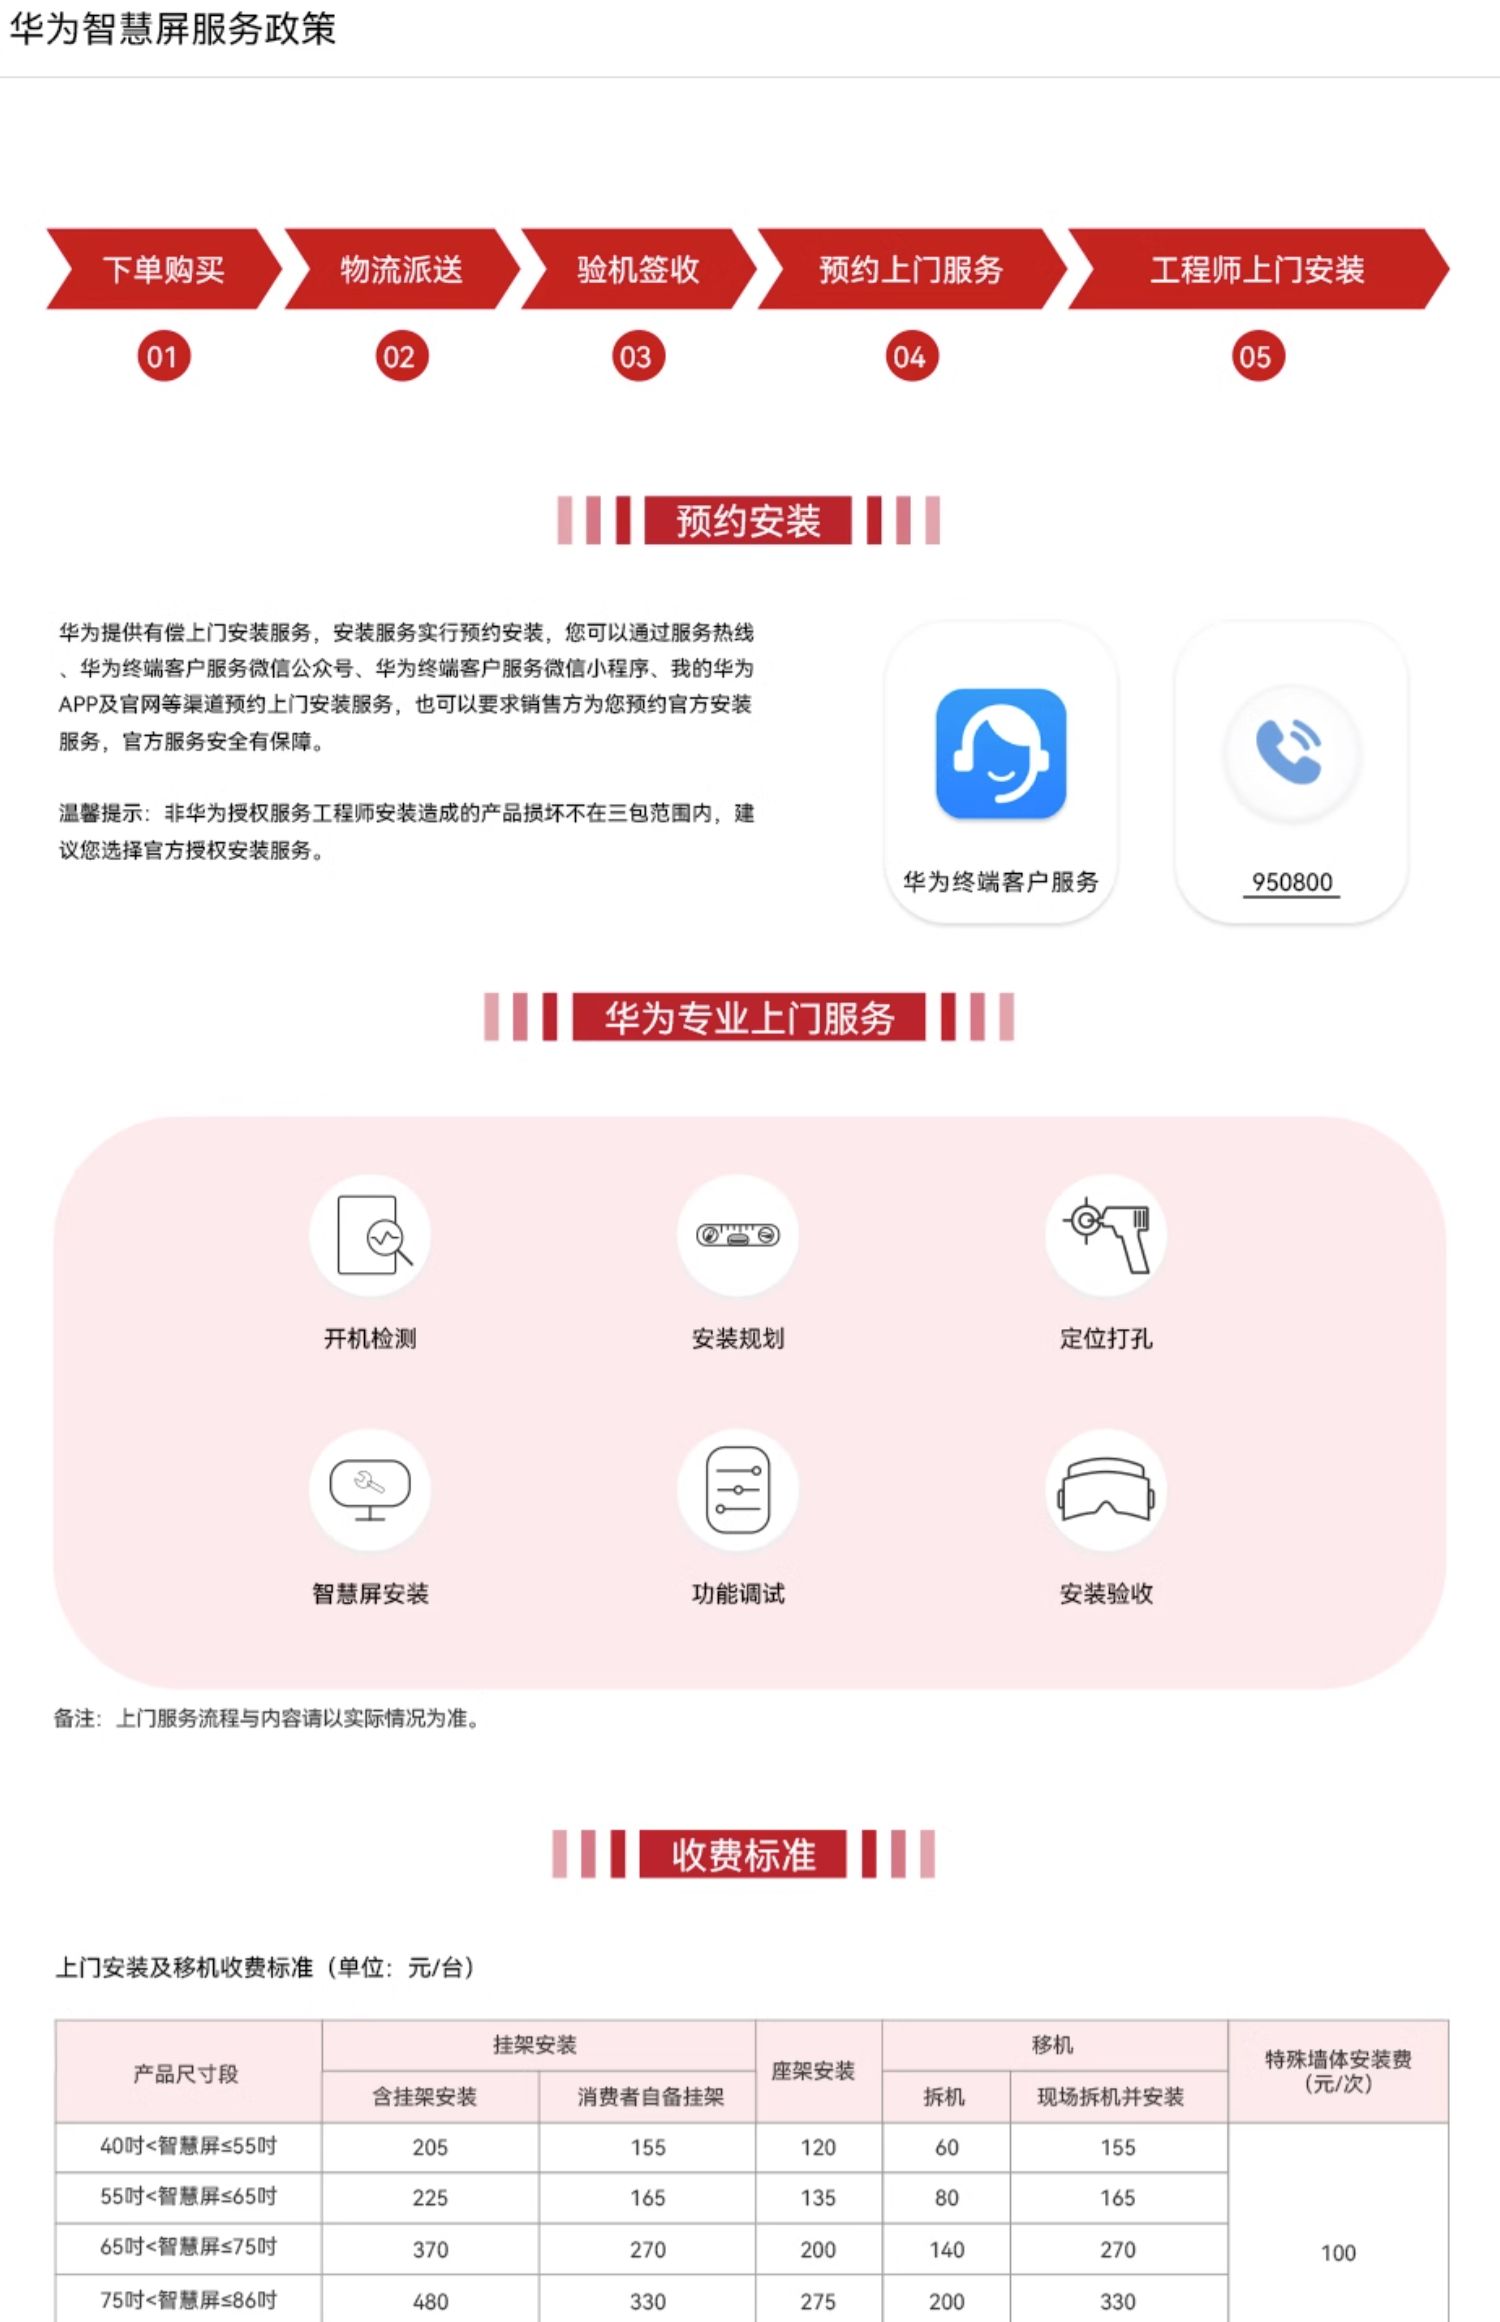 华为智慧屏服务政策
下单购买 物流派送 验机签收 预约上门服务 工程师上门安装
01 02 03 04 05
预约安装
华为提供有偿上门安装服务，安装服务实行预约安装，您可以通过服务热线
、华为终端客户服务微信公众号、华为终端客户服务微信小程序、我的华为
APP及官网等渠道预约上门安装服务，也可以要求销售方为您预约官方安装
服务，官方服务安全有保障。
温馨提示：非华为授权服务工程师安装造成的产品损坏不在三包范围内，建
议您选择官方授权安装服务。
华为终端客户服务 950800
华为专业上门服务
开机检测 安装规划 定位打孔
智慧屏安装 功能调试 安装验收
备注：上门服务流程与内容请以实际情况为准。
收费标准
上门安装及移机收费标准（单位：元/台）
产品尺寸段 挂架安装 座架安装 移机 特殊墙体安装费
（元/次）
含挂架安装 消费者自备挂架 拆机 现场拆机并安装
40吋<智慧屏≤55吋 205 155 120 60 155
55吋<智慧屏≤65吋 225 165 135 80 165
65吋<智慧屏≤75吋 370 270 200 140 270
100
75吋<智慧屏≤86吋 480 330 275 200 330